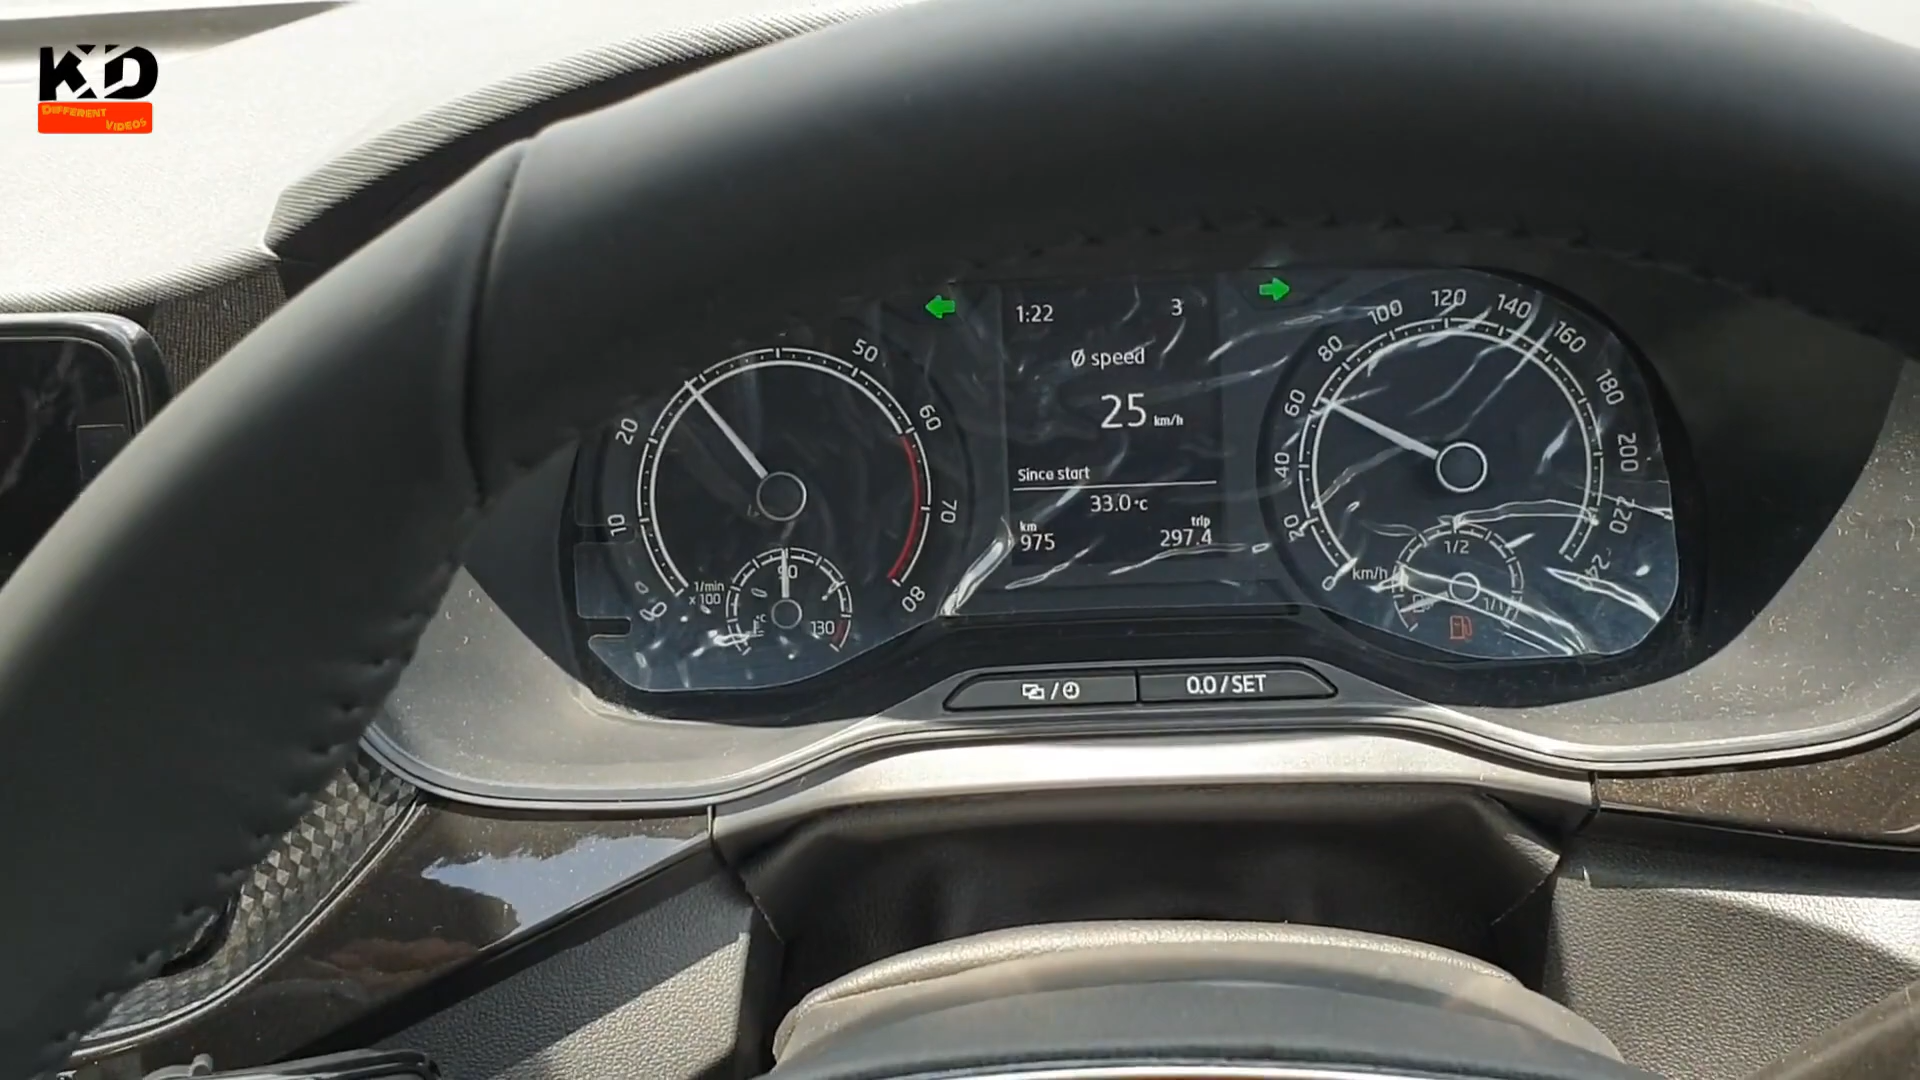 KD
DIFFERENT
VIDEOS
1:22
3
Ø speed
25 km/h
Since start
33.0 °C
km
975
trip
297.4
10
20
50
60
70
80
1/min
x 100
90
°C
130
0
20
40
60
80
100
120
140
160
180
200
220
km/h
1/2
1/1
0.0 / SET